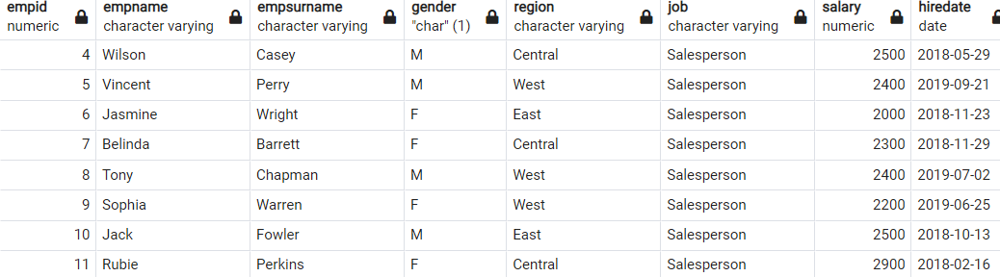 empid empname empsurname gender region job salary hiredate
numeric character varying character varying "char" (1) character varying character varying numeric date
4 Wilson Casey M Central Salesperson 2500 2018-05-29
5 Vincent Perry M West Salesperson 2400 2019-09-21
6 Jasmine Wright F East Salesperson 2000 2018-11-23
7 Belinda Barrett F Central Salesperson 2300 2018-11-29
8 Tony Chapman M West Salesperson 2400 2019-07-02
9 Sophia Warren F West Salesperson 2200 2019-06-25
10 Jack Fowler M East Salesperson 2500 2018-10-13
11 Rubie Perkins F Central Salesperson 2900 2018-02-16